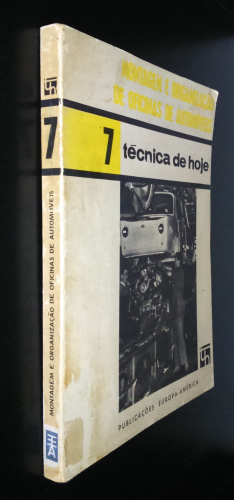 MONTAGEM E ORGANIZAÇÃO
DE OFICINAS DE AUTOMÓVEIS
7 técnica de hoje
PUBLICAÇÕES EUROPA-AMÉRICA
7
MONTAGEM E ORGANIZAÇÃO DE OFICINAS DE AUTOMÓVEIS